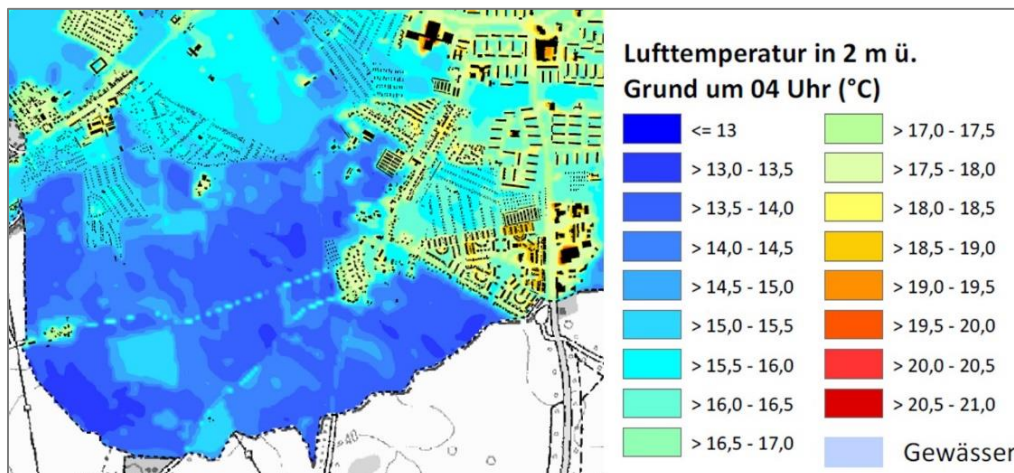 Lufttemperatur in 2 m ü.
Grund um 04 Uhr (°C)
<= 13
> 13,0 - 13,5
> 13,5 - 14,0
> 14,0 - 14,5
> 14,5 - 15,0
> 15,0 - 15,5
> 15,5 - 16,0
> 16,0 - 16,5
> 16,5 - 17,0
> 17,0 - 17,5
> 17,5 - 18,0
> 18,0 - 18,5
> 18,5 - 19,0
> 19,0 - 19,5
> 19,5 - 20,0
> 20,0 - 20,5
> 20,5 - 21,0
Gewässer